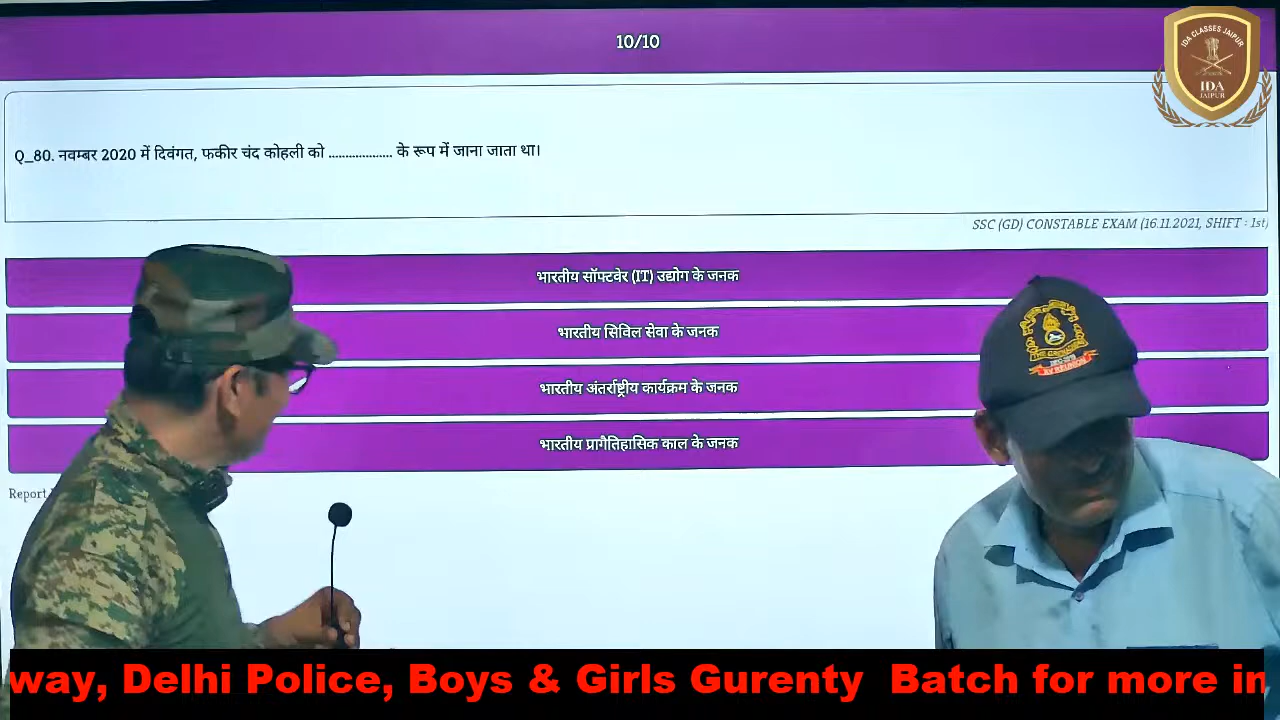 10/10
IDA CLASSES JAIPUR
IDA
JAIPUR
Q_80. नवम्बर 2020 में दिवंगत, फकीर चंद कोहली को ................... के रूप में जाना जाता था।
SSC (GD) CONSTABLE EXAM (16.11.2021, SHIFT : 1st)
भारतीय सॉफ्टवेर (IT) उद्योग के जनक
भारतीय सिविल सेवा के जनक
भारतीय अंतर्राष्ट्रीय कार्यक्रम के जनक
भारतीय प्रागैतिहासिक काल के जनक
Report
way, Delhi Police, Boys & Girls Gurenty Batch for more in